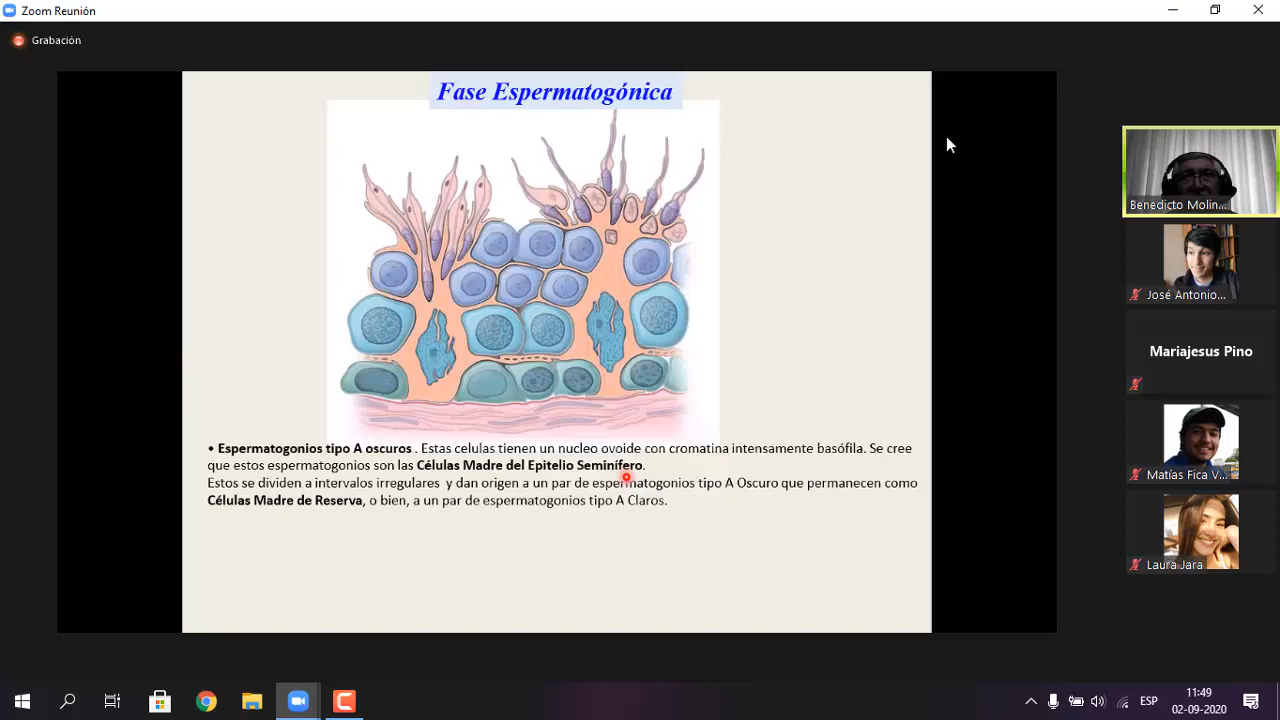 Zoom Reunión
Grabación
Fase Espermatogónica
• Espermatogonios tipo A oscuros . Estas celulas tienen un nucleo ovoide con cromatina intensamente basófila. Se cree
que estos espermatogonios son las Células Madre del Epitelio Seminífero.
Estos se dividen a intervalos irregulares y dan origen a un par de espermatogonios tipo A Oscuro que permanecen como
Células Madre de Reserva, o bien, a un par de espermatogonios tipo A Claros.
Benedicto Molin...
José Antonio...
Mariajesus Pino
Matías Fica V...
Laura Jara
ESP
11:49
02-09-2020